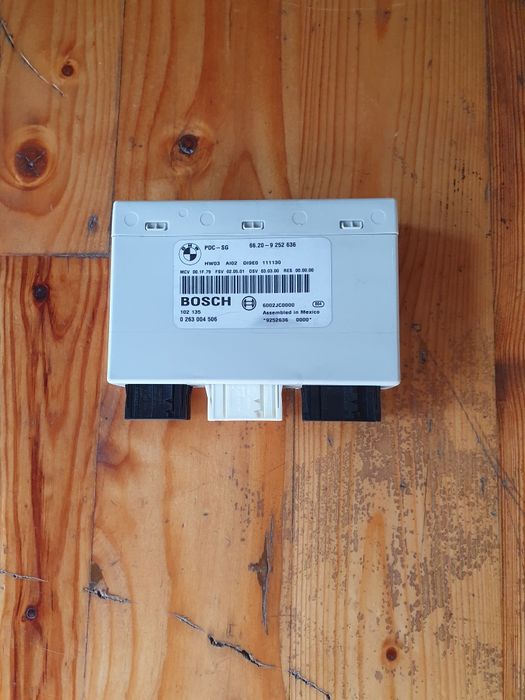 PDC-SG 66.20-9 252 636
HW03 AI02 DI9E0 111130
MCV 00.1F.79 FSV 02.05.01 OSV 03.03.00 RES 00.00.00
BOSCH 6002JC0000 004
102 135 Assembled in Mexico
0 263 004 506 *9252636 0000*